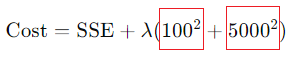 Cost = SSE + λ(100² + 5000²)